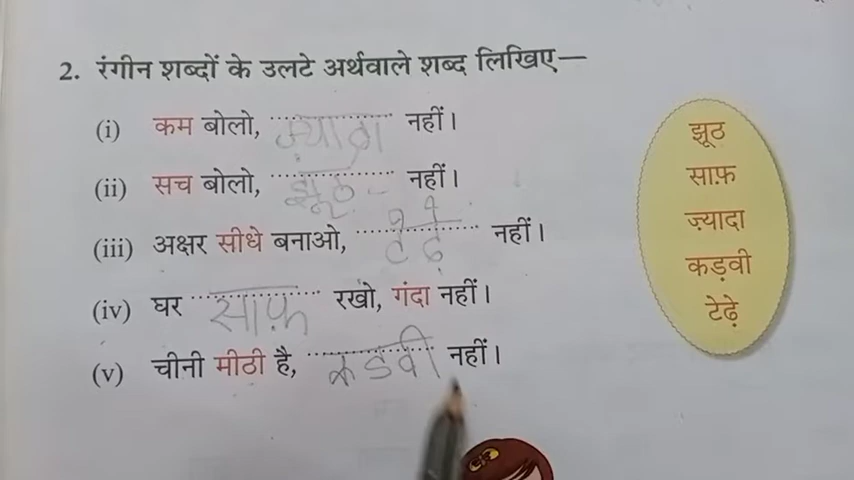 2. रंगीन शब्दों के उलटे अर्थवाले शब्द लिखिए—
(i) कम बोलो, ज़्यादा नहीं।
(ii) सच बोलो, झूठ नहीं।
(iii) अक्षर सीधे बनाओ, टेढ़े नहीं।
(iv) घर साफ़ रखो, गंदा नहीं।
(v) चीनी मीठी है, कडवी नहीं।
झूठ
साफ़
ज़्यादा
कड़वी
टेढ़े